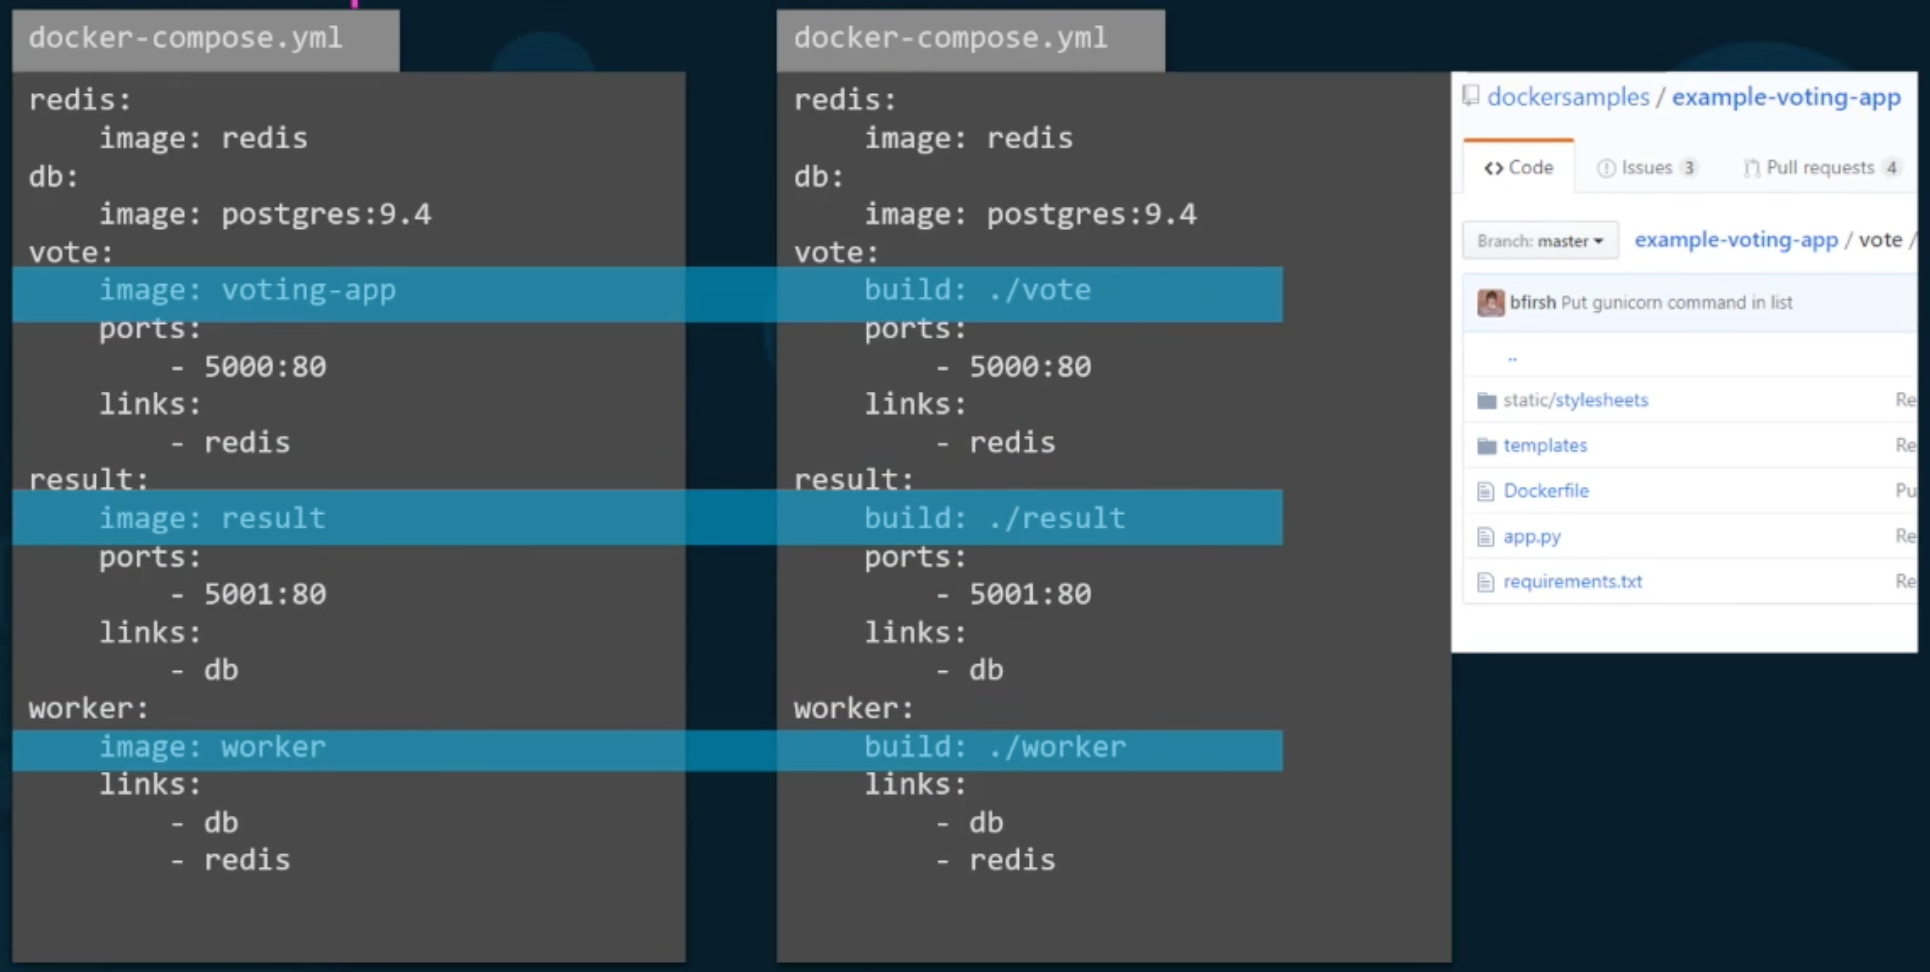 docker-compose.yml
redis:
    image: redis
db:
    image: postgres:9.4
vote:
    image: voting-app
    ports:
        - 5000:80
    links:
        - redis
result:
    image: result
    ports:
        - 5001:80
    links:
        - db
worker:
    image: worker
    links:
        - db
        - redis
docker-compose.yml
redis:
    image: redis
db:
    image: postgres:9.4
vote:
    build: ./vote
    ports:
        - 5000:80
    links:
        - redis
result:
    build: ./result
    ports:
        - 5001:80
    links:
        - db
worker:
    build: ./worker
    links:
        - db
        - redis
dockersamples / example-voting-app
<> Code Issues 3 Pull requests 4
Branch: master example-voting-app / vote /
bfirsh Put gunicorn command in list
..
static/stylesheets Re
templates Re
Dockerfile Pu
app.py Re
requirements.txt Re